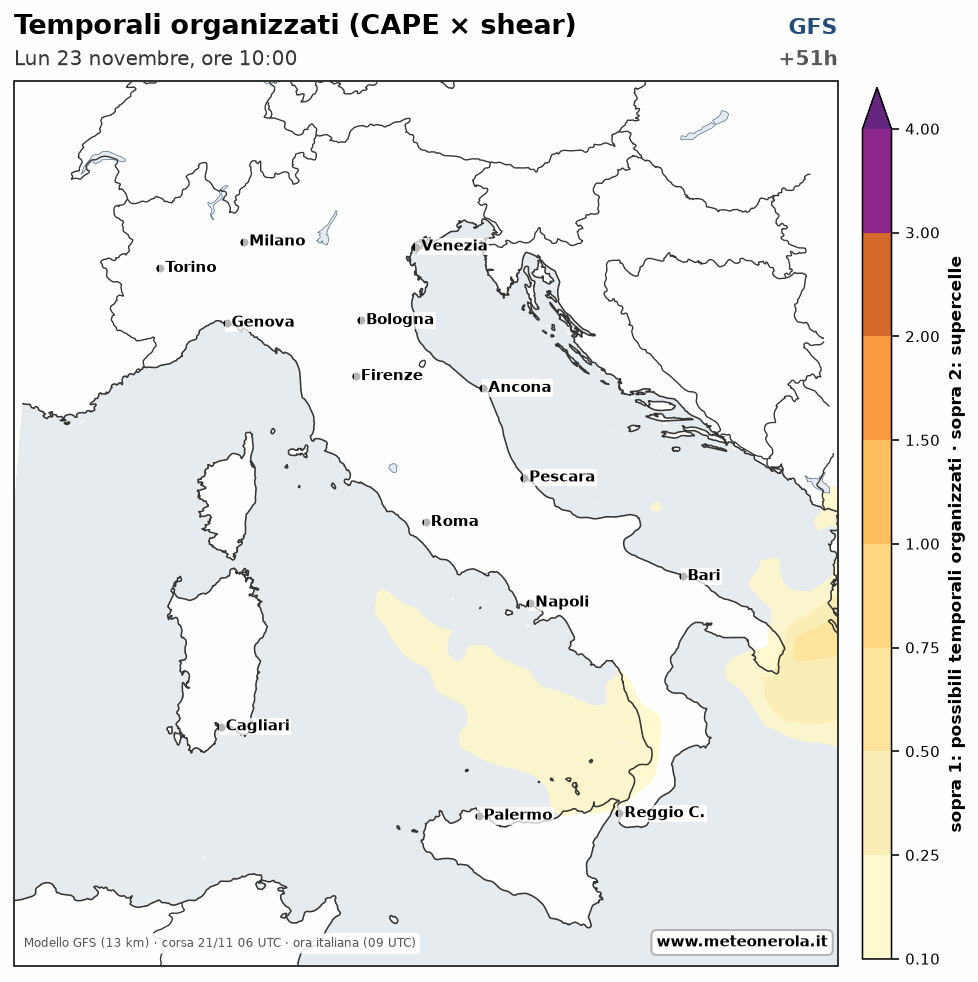 Temporali organizzati (CAPE × shear)
GFS
Lun 23 novembre, ore 10:00
+51h
4.00
3.00
2.00
1.50
1.00
0.75
0.50
0.25
0.10
sopra 1: possibili temporali organizzati · sopra 2: supercelle
Milano
Venezia
Torino
Genova
Bologna
Firenze
Ancona
Pescara
Roma
Bari
Napoli
Cagliari
Palermo
Reggio C.
Modello GFS (13 km) · corsa 21/11 06 UTC · ora italiana (09 UTC)
www.meteonerola.it